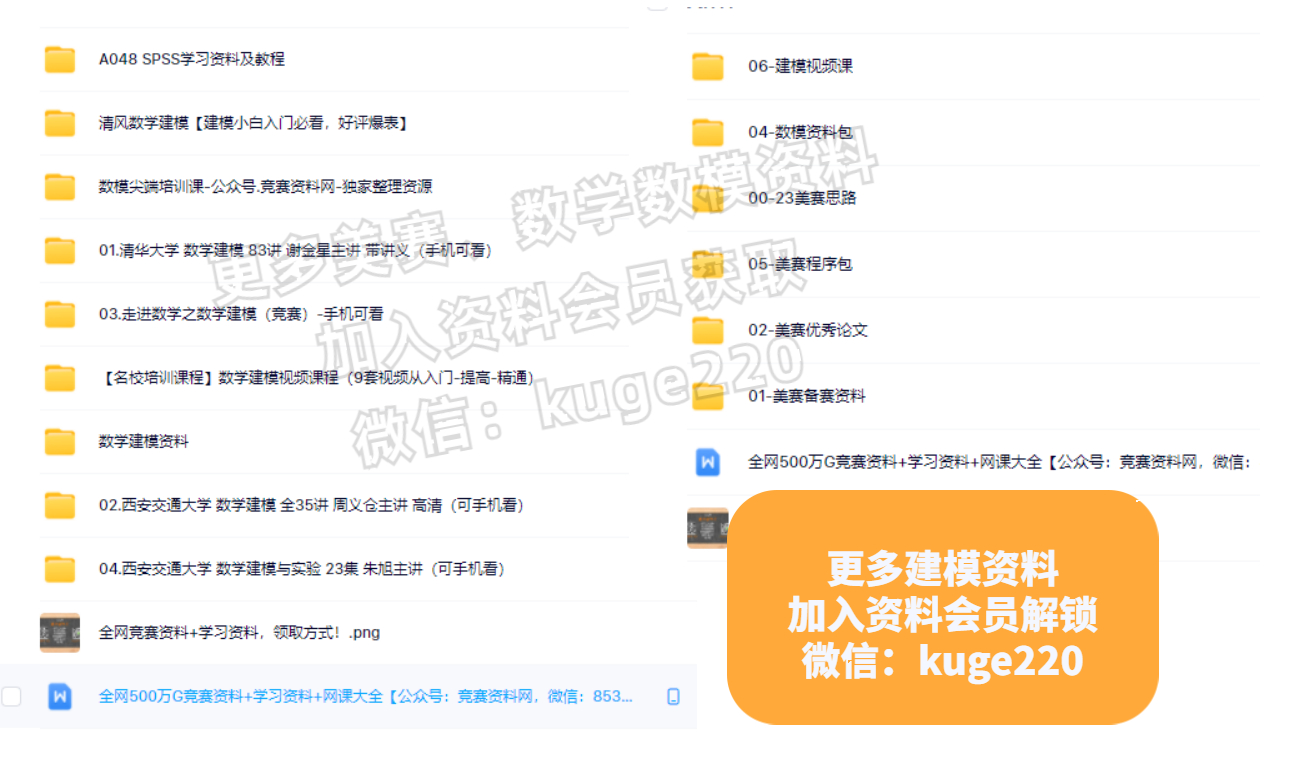 A048 SPSS学习资料及教程
清风数学建模【建模小白入门必看，好评爆表】
数模尖端培训课-公众号.竞赛资料网-独家整理资源
01.清华大学 数学建模 83讲 谢金星主讲 带讲义（手机可看）
03.走进数学之数学建模（竞赛）-手机可看
【名校培训课程】数学建模视频课程（9套视频从入门-提高-精通）
数学建模资料
02.西安交通大学 数学建模 全35讲 周义仓主讲 高清（可手机看）
04.西安交通大学 数学建模与实验 23集 朱旭主讲（可手机看）
全网竞赛资料+学习资料，领取方式！.png
全网500万G竞赛资料+学习资料+网课大全【公众号：竞赛资料网，微信：853...
06-建模视频课
04-数模资料包
00-23美赛思路
05-美赛程序包
02-美赛优秀论文
01-美赛备赛资料
全网500万G竞赛资料+学习资料+网课大全【公众号：竞赛资料网，微信：
更多美赛、数学数模资料
加入资料会员获取
微信：kuge220
更多建模资料
加入资料会员解锁
微信：kuge220